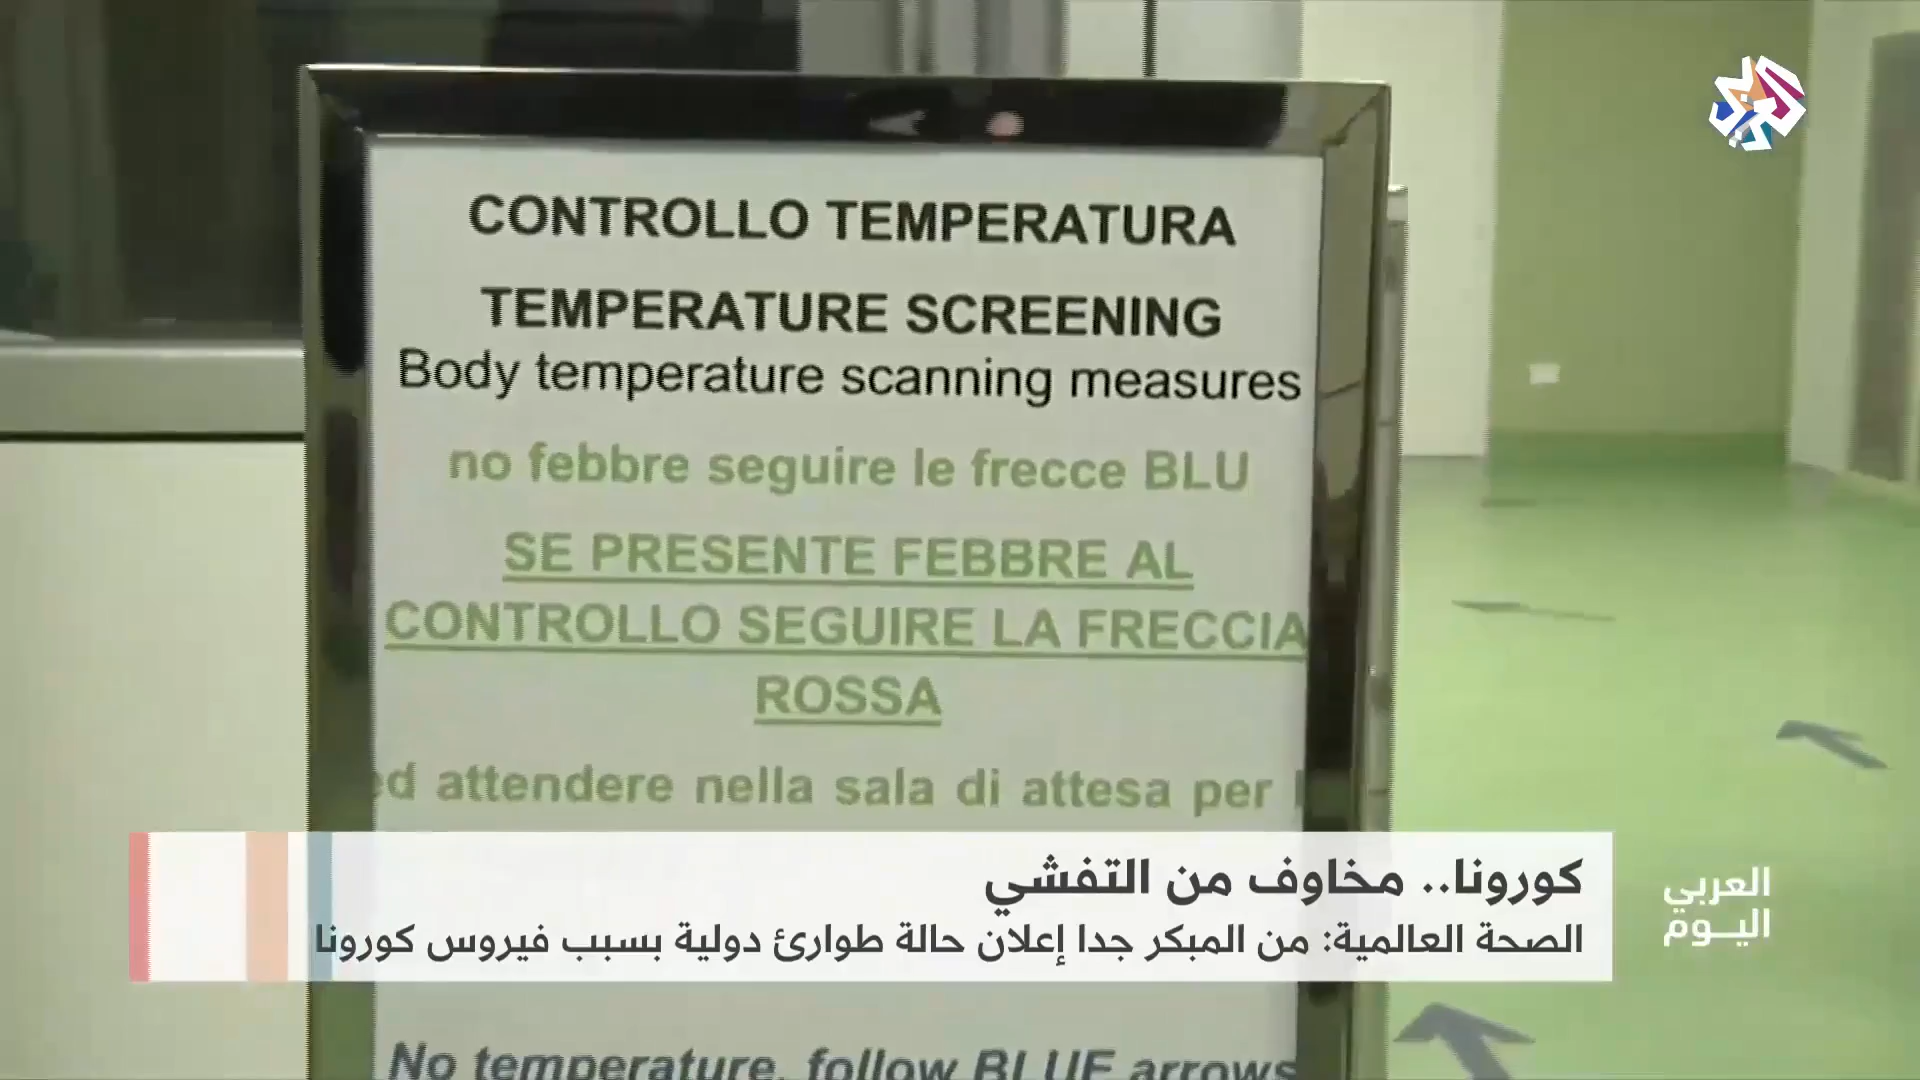 CONTROLLO TEMPERATURA
TEMPERATURE SCREENING
Body temperature scanning measures
no febbre seguire le frecce BLU
SE PRESENTE FEBBRE AL
CONTROLLO SEGUIRE LA FRECCIA
ROSSA
ed attendere nella sala di attesa per
كورونا.. مخاوف من التفشي
الصحة العالمية: من المبكر جدا إعلان حالة طوارئ دولية بسبب فيروس كورونا
العربي
اليوم
No temperature, follow BLUE arrows